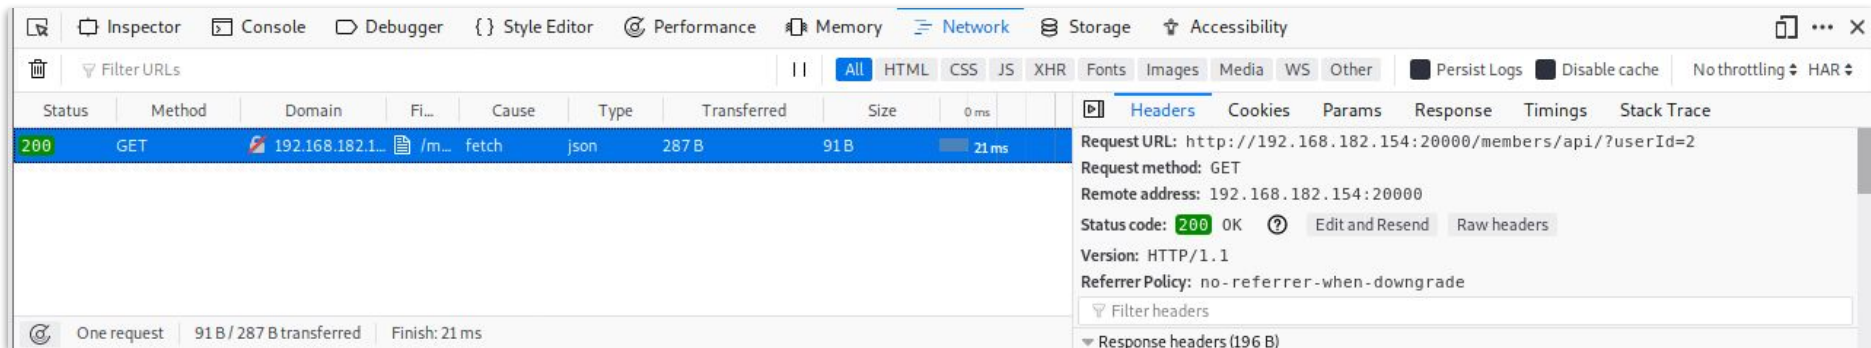 Inspector Console Debugger { } Style Editor Performance Memory Network Storage Accessibility
Filter URLs All HTML CSS JS XHR Fonts Images Media WS Other Persist Logs Disable cache No throttling HAR
Status Method Domain Fi... Cause Type Transferred Size 0 ms Headers Cookies Params Response Timings Stack Trace
200 GET 192.168.182.1... /m... fetch json 287 B 91 B 21 ms
Request URL: http://192.168.182.154:20000/members/api/?userId=2
Request method: GET
Remote address: 192.168.182.154:20000
Status code: 200 OK Edit and Resend Raw headers
Version: HTTP/1.1
Referrer Policy: no-referrer-when-downgrade
Filter headers
Response headers (196 B)
One request 91 B / 287 B transferred Finish: 21 ms